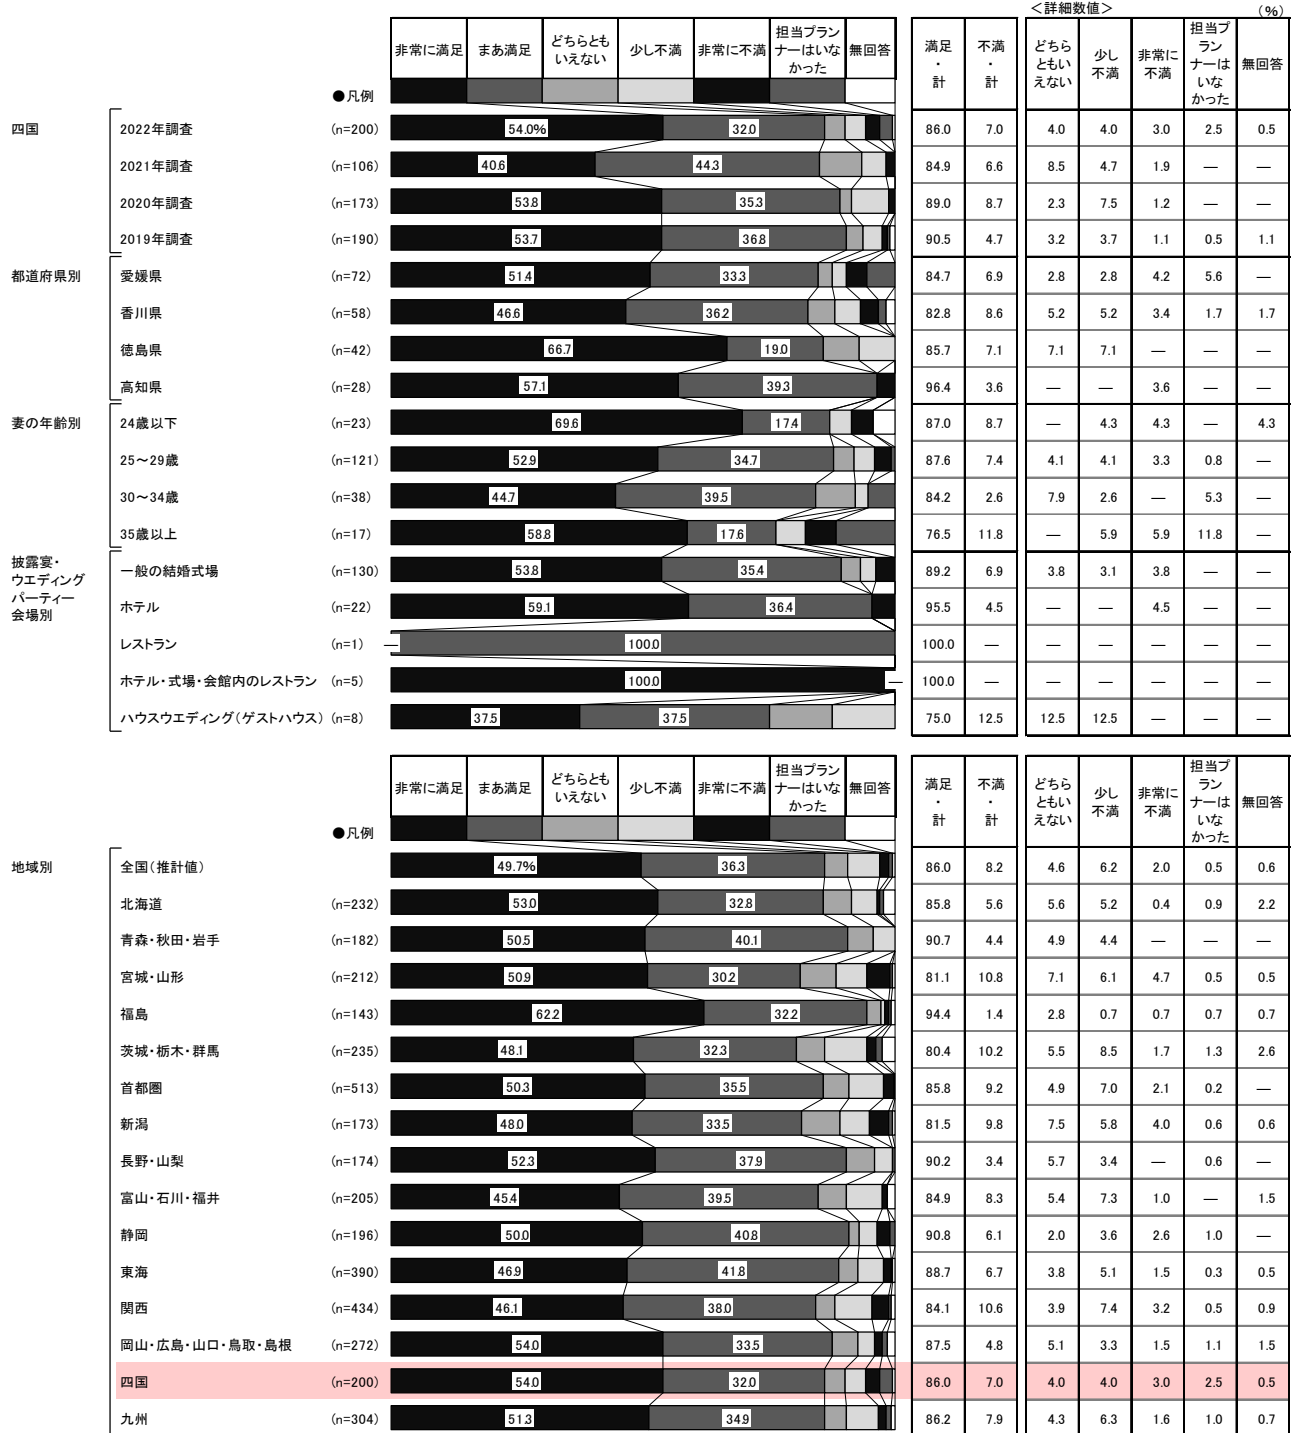 ＜詳細数値＞
(%)
非常に満足 まあ満足 どちらともいえない 少し不満 非常に不満 担当プランナーはいなかった 無回答 満足・計 不満・計 どちらともいえない 少し不満 非常に不満 担当プランナーはいなかった 無回答
●凡例
四国 2022年調査 (n=200) 54.0% 32.0 86.0 7.0 4.0 4.0 3.0 2.5 0.5
2021年調査 (n=106) 40.6 44.3 84.9 6.6 8.5 4.7 1.9 — —
2020年調査 (n=173) 53.8 35.3 89.0 8.7 2.3 7.5 1.2 — —
2019年調査 (n=190) 53.7 36.8 90.5 4.7 3.2 3.7 1.1 0.5 1.1
都道府県別 愛媛県 (n=72) 51.4 33.3 84.7 6.9 2.8 2.8 4.2 5.6 —
香川県 (n=58) 46.6 36.2 82.8 8.6 5.2 5.2 3.4 1.7 1.7
徳島県 (n=42) 66.7 19.0 85.7 7.1 7.1 7.1 — — —
高知県 (n=28) 57.1 39.3 96.4 3.6 — — 3.6 — —
妻の年齢別 24歳以下 (n=23) 69.6 17.4 87.0 8.7 — 4.3 4.3 — 4.3
25～29歳 (n=121) 52.9 34.7 87.6 7.4 4.1 4.1 3.3 0.8 —
30～34歳 (n=38) 44.7 39.5 84.2 2.6 7.9 2.6 — 5.3 —
35歳以上 (n=17) 58.8 17.6 76.5 11.8 — 5.9 5.9 11.8 —
披露宴・
ウエディング
パーティー
会場別
一般の結婚式場 (n=130) 53.8 35.4 89.2 6.9 3.8 3.1 3.8 — —
ホテル (n=22) 59.1 36.4 95.5 4.5 — — 4.5 — —
レストラン (n=1) — 100.0 100.0 — — — — — —
ホテル・式場・会館内のレストラン (n=5) 100.0 — 100.0 — — — — — —
ハウスウエディング(ゲストハウス) (n=8) 37.5 37.5 75.0 12.5 12.5 12.5 — — —
非常に満足 まあ満足 どちらともいえない 少し不満 非常に不満 担当プランナーはいなかった 無回答 満足・計 不満・計 どちらともいえない 少し不満 非常に不満 担当プランナーはいなかった 無回答
●凡例
地域別 全国(推計値) 49.7% 36.3 86.0 8.2 4.6 6.2 2.0 0.5 0.6
北海道 (n=232) 53.0 32.8 85.8 5.6 5.6 5.2 0.4 0.9 2.2
青森・秋田・岩手 (n=182) 50.5 40.1 90.7 4.4 4.9 4.4 — — —
宮城・山形 (n=212) 50.9 30.2 81.1 10.8 7.1 6.1 4.7 0.5 0.5
福島 (n=143) 62.2 32.2 94.4 1.4 2.8 0.7 0.7 0.7 0.7
茨城・栃木・群馬 (n=235) 48.1 32.3 80.4 10.2 5.5 8.5 1.7 1.3 2.6
首都圏 (n=513) 50.3 35.5 85.8 9.2 4.9 7.0 2.1 0.2 —
新潟 (n=173) 48.0 33.5 81.5 9.8 7.5 5.8 4.0 0.6 0.6
長野・山梨 (n=174) 52.3 37.9 90.2 3.4 5.7 3.4 — 0.6 —
富山・石川・福井 (n=205) 45.4 39.5 84.9 8.3 5.4 7.3 1.0 — 1.5
静岡 (n=196) 50.0 40.8 90.8 6.1 2.0 3.6 2.6 1.0 —
東海 (n=390) 46.9 41.8 88.7 6.7 3.8 5.1 1.5 0.3 0.5
関西 (n=434) 46.1 38.0 84.1 10.6 3.9 7.4 3.2 0.5 0.9
岡山・広島・山口・鳥取・島根 (n=272) 54.0 33.5 87.5 4.8 5.1 3.3 1.5 1.1 1.5
四国 (n=200) 54.0 32.0 86.0 7.0 4.0 4.0 3.0 2.5 0.5
九州 (n=304) 51.3 34.9 86.2 7.9 4.3 6.3 1.6 1.0 0.7